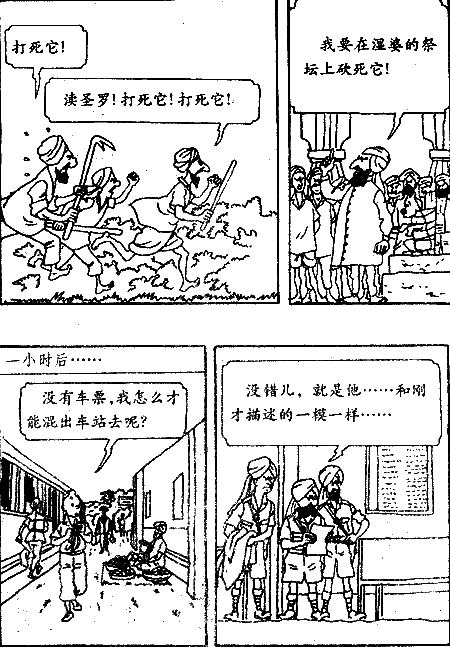 打死它！
读圣罗！打死它！打死它！
我要在湿婆的祭
坛上砍死它！
一小时后……
没有车票，我怎么才
能混出车站去呢？
没错儿，就是他……和刚
才描述的一模一样……